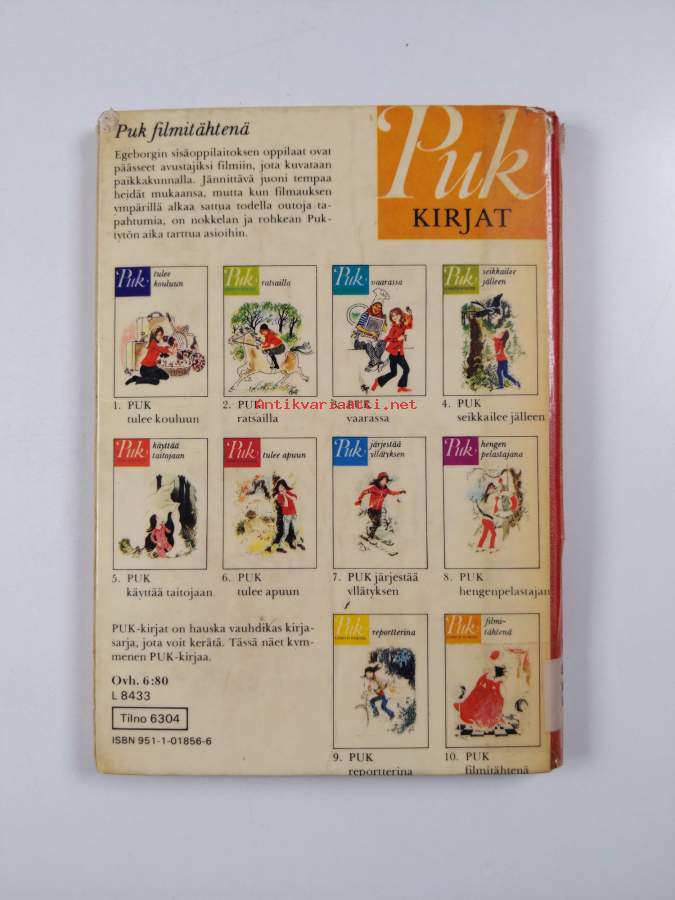 Puk filmitähtenä
Egeborgin sisäoppilaitoksen oppilaat ovat
päässeet avustajiksi filmiin, jota kuvataan
paikkakunnalla. Jännittävä juoni tempaa
heidät mukaansa, mutta kun filmauksen
ympärillä alkaa sattua todella outoja ta-
pahtumia, on nokkelan ja rohkean Puk-
tytön aika tarttua asioihin.
Puk
KIRJAT
Puk
tulee
kouluun
Puk
ratsailla
Puk
vaarassa
Puk
seikkailee
jälleen
1. PUK
tulee kouluun
2. PUK
ratsailla
3. PUK
vaarassa
4. PUK
seikkailee jälleen
Antikvariaatti.net
Puk
käyttää
taitojaan
Puk
tulee apuun
Puk
järjestää
yllätyksen
Puk
hengen
pelastajana
5. PUK
käyttää taitojaan
6. PUK
tulee apuun
7. PUK järjestää
yllätyksen
8. PUK
hengenpelastajan
PUK-kirjat on hauska vauhdikas kirja-
sarja, jota voit kerätä. Tässä näet kym-
menen PUK-kirjaa.
Ovh. 6:80
L 8433
Tilno 6304
ISBN 951-1-01856-6
Puk
reportterina
Puk
filmi-
tähtenä
9. PUK
reportterina
10. PUK
filmitähtenä